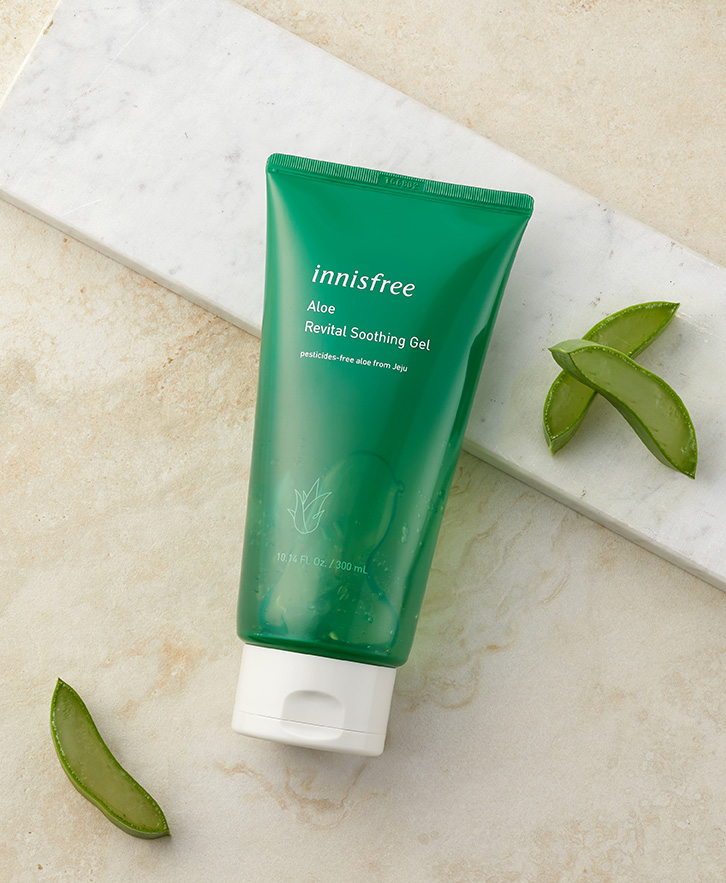 innisfree
Aloe
Revital Soothing Gel
pesticides-free aloe from Jeju
10.14 Fl. Oz. / 300 mL